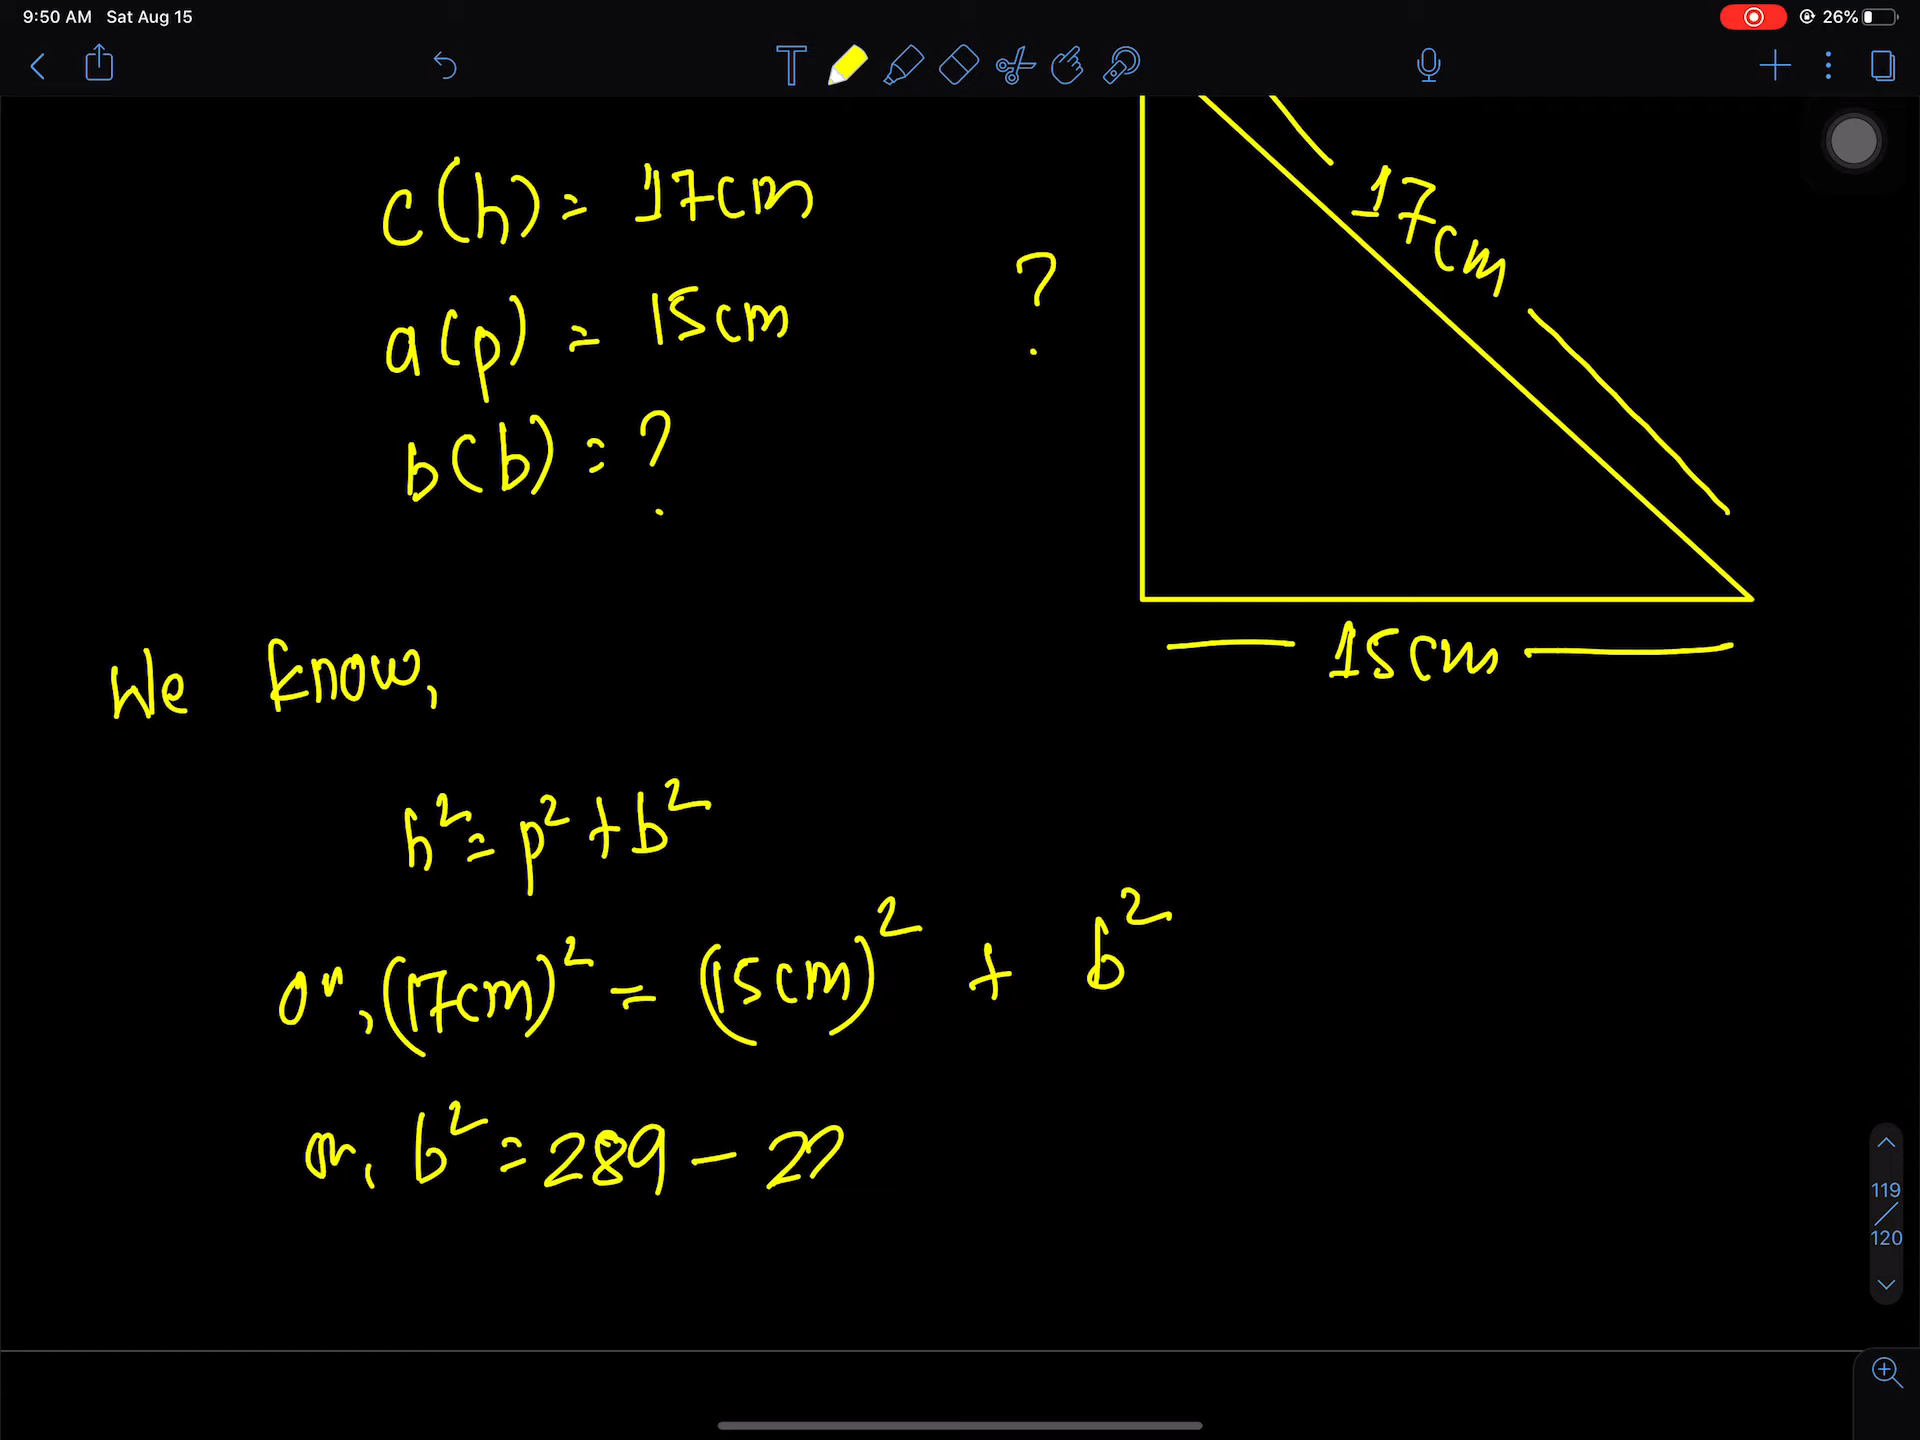 9:50 AM Sat Aug 15
26%
c(h) = 17cm
17cm
a(p) = 15cm
?
b(b) = ?
15cm
We know,
h² = p² + b²
or, (17cm)² = (15cm)² + b²
or, b² = 289 - 22
119
/
120